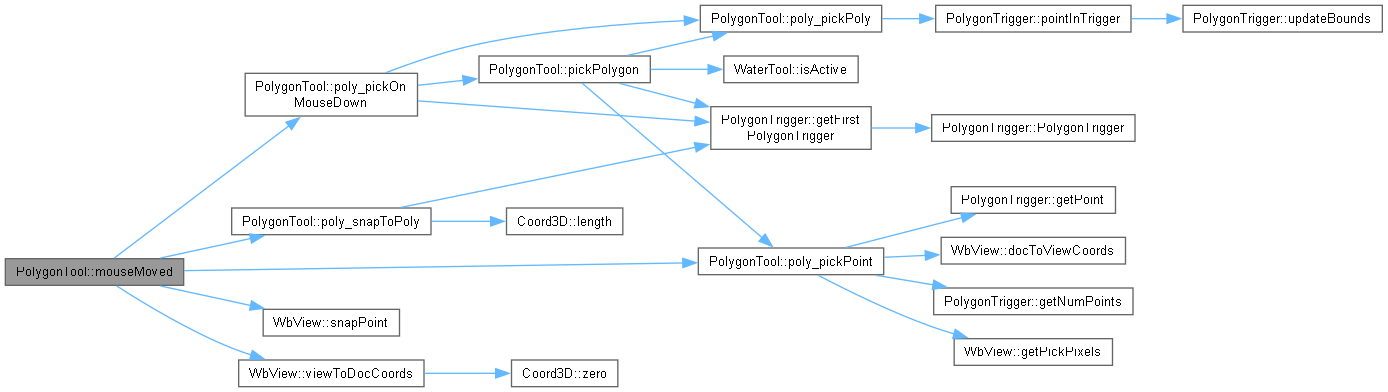 PolygonTool::mouseMoved
PolygonTool::poly_pickOn
MouseDown
PolygonTool::poly_snapToPoly
WbView::snapPoint
WbView::viewToDocCoords
PolygonTool::pickPolygon
Coord3D::length
Coord3D::zero
PolygonTool::poly_pickPoly
WaterTool::isActive
PolygonTrigger::getFirst
PolygonTrigger
PolygonTool::poly_pickPoint
PolygonTrigger::pointInTrigger
PolygonTrigger::PolygonTrigger
PolygonTrigger::getPoint
WbView::docToViewCoords
PolygonTrigger::getNumPoints
WbView::getPickPixels
PolygonTrigger::updateBounds